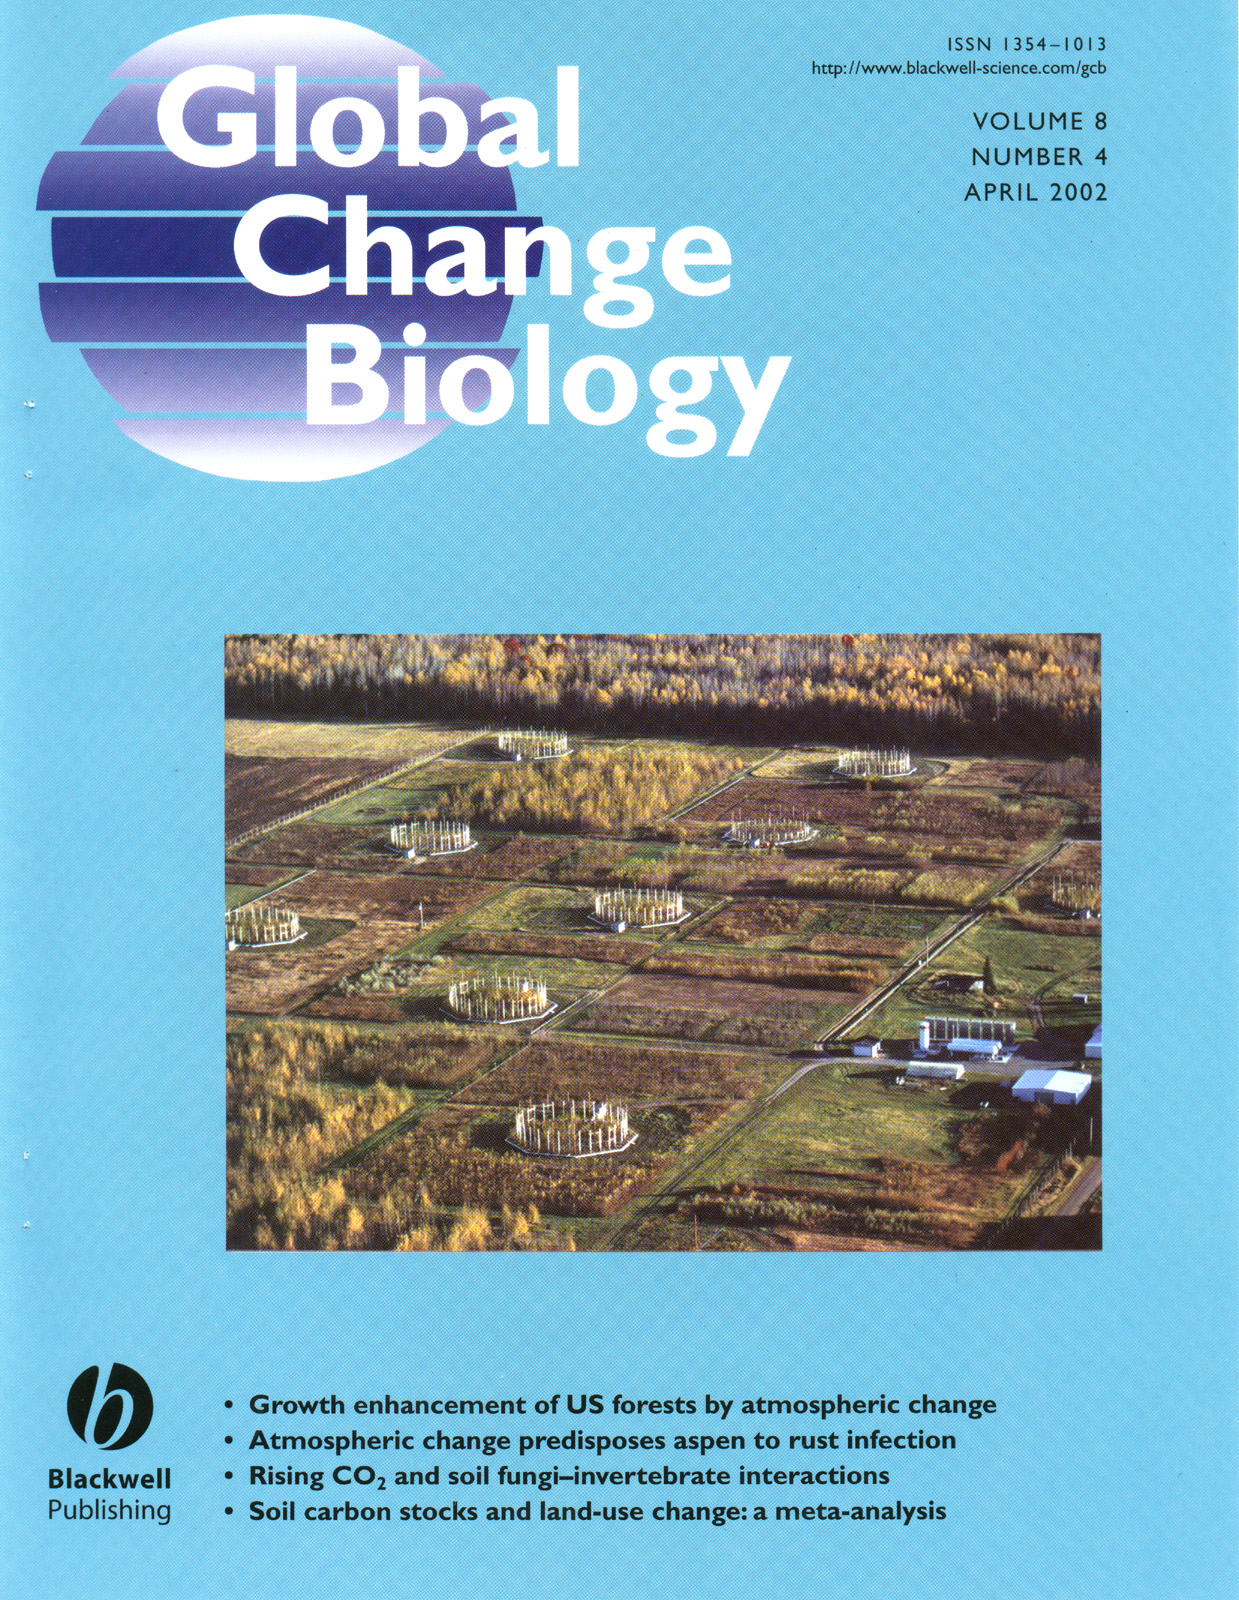 ISSN 1354–1013
http://www.blackwell-science.com/gcb
Global
Change
Biology
VOLUME 8
NUMBER 4
APRIL 2002
• Growth enhancement of US forests by atmospheric change
• Atmospheric change predisposes aspen to rust infection
• Rising CO₂ and soil fungi–invertebrate interactions
• Soil carbon stocks and land-use change: a meta-analysis
b
Blackwell
Publishing